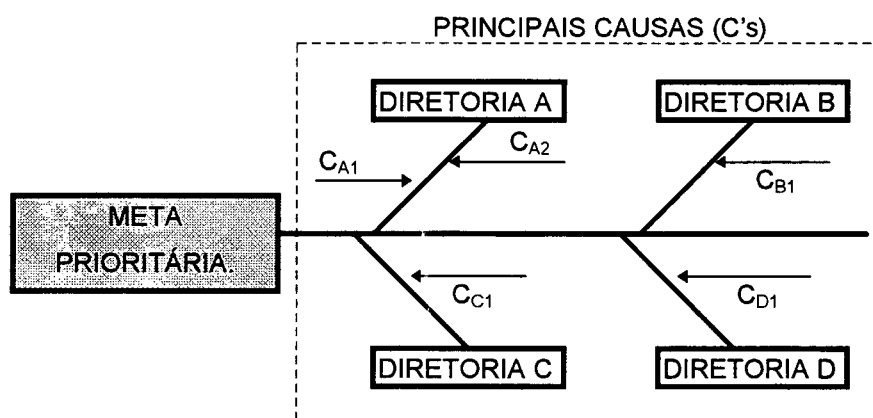 PRINCIPAIS CAUSAS (C's)
DIRETORIA A
DIRETORIA B
CA1
CA2
CB1
META
PRIORITÁRIA.
CC1
CD1
DIRETORIA C
DIRETORIA D